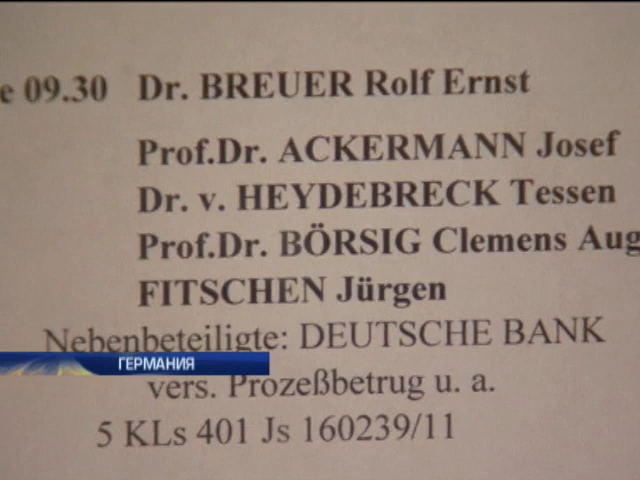 e 09.30 Dr. BREUER Rolf Ernst
Prof.Dr. ACKERMANN Josef
Dr. v. HEYDEBRECK Tessen
Prof.Dr. BÖRSIG Clemens Aug
FITSCHEN Jürgen
Nebenbeteiligte: DEUTSCHE BANK
ГЕРМАНИЯ
vers. Prozeßbetrug u. a.
5 KLs 401 Js 160239/11